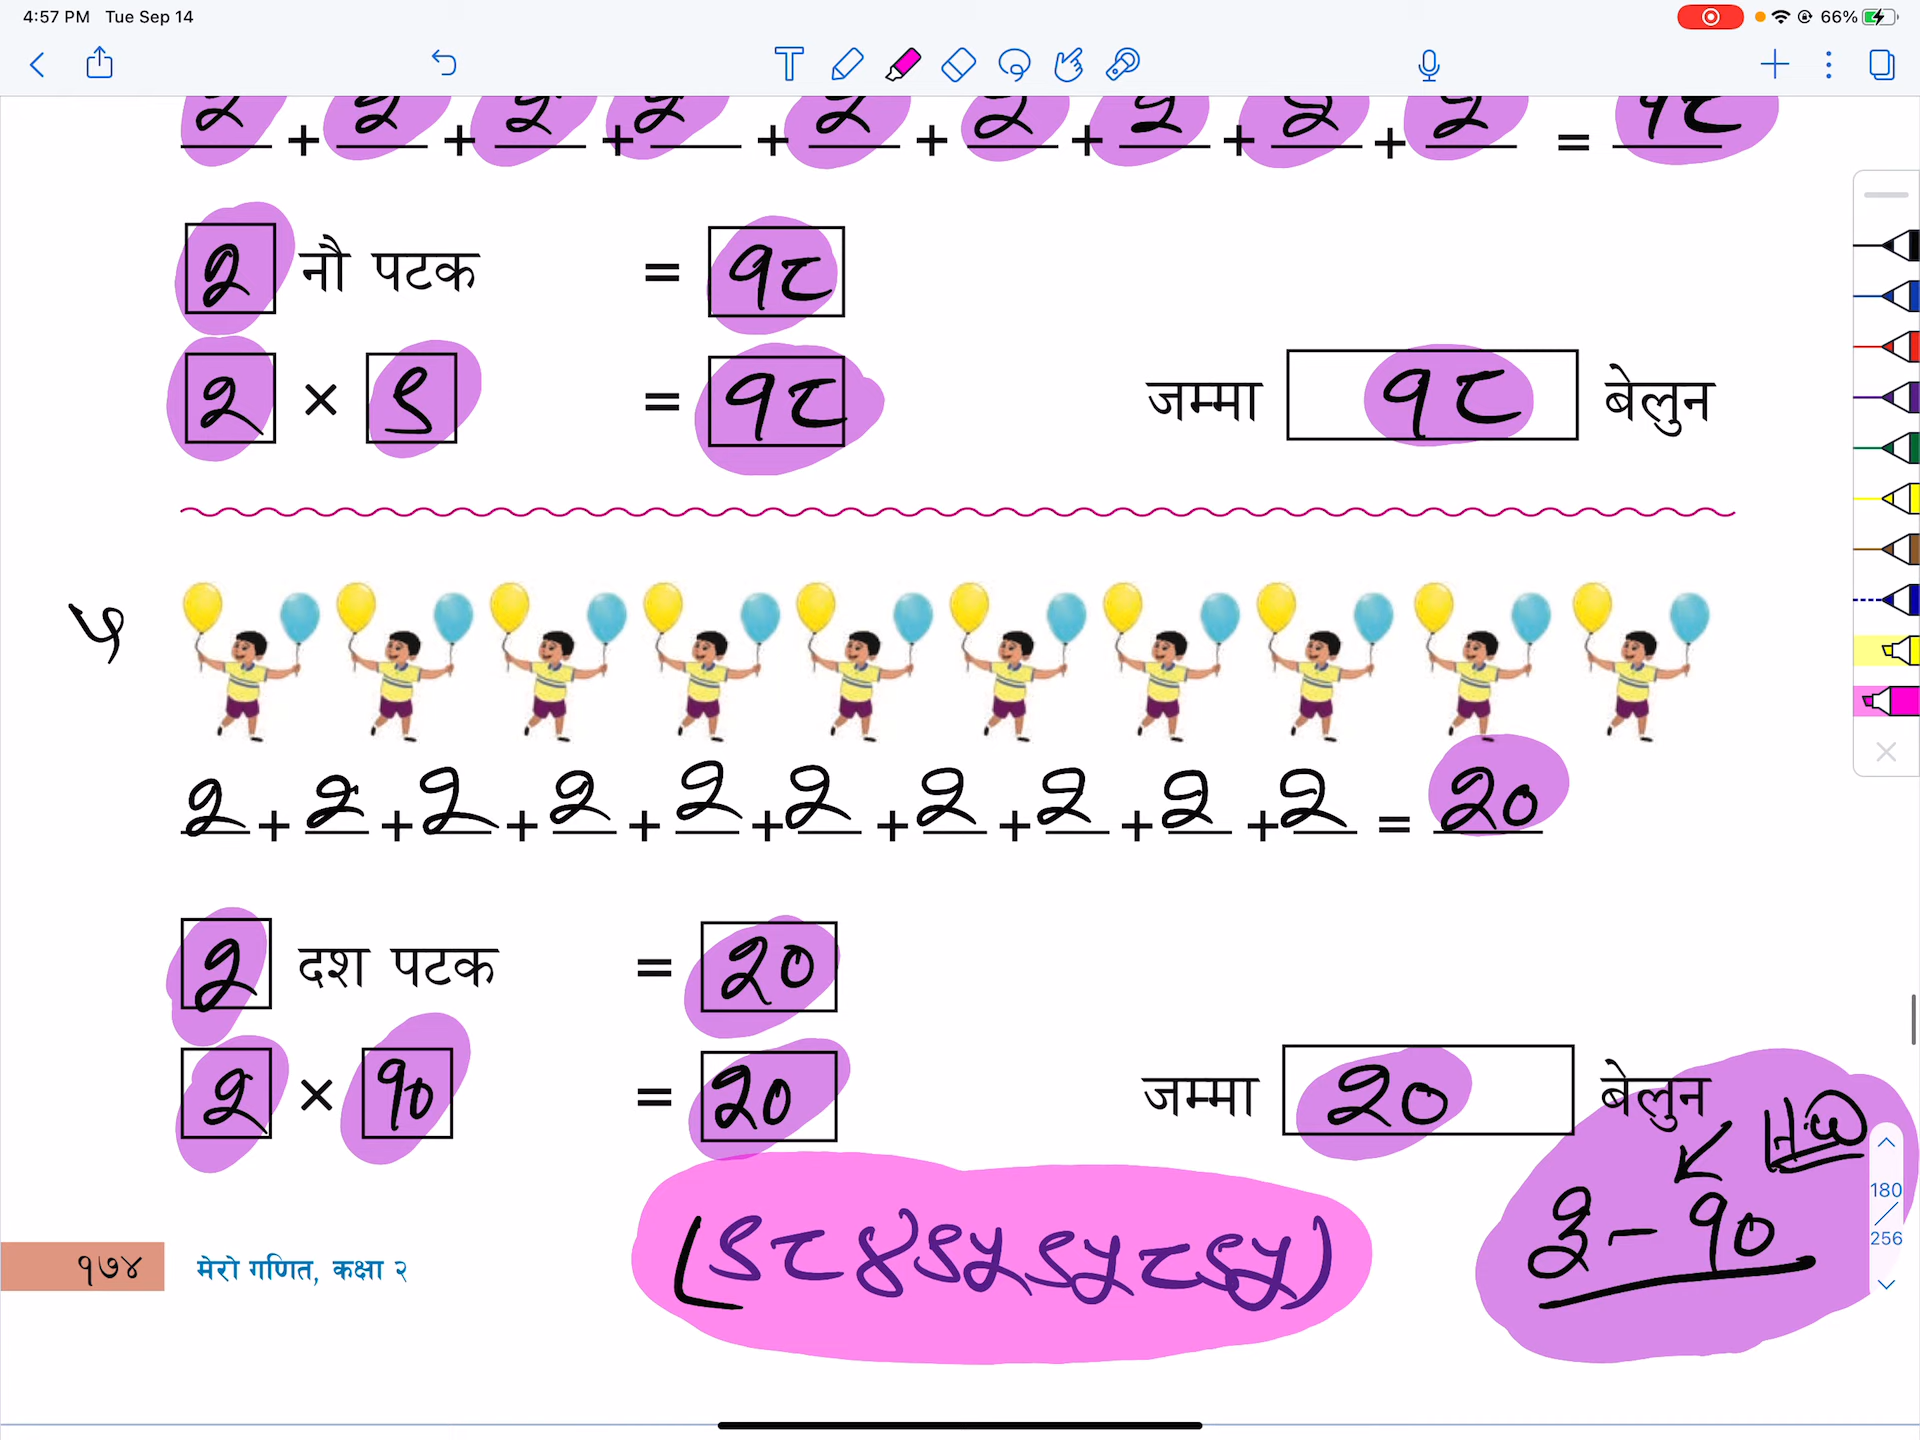 4:57 PM Tue Sep 14 66%
२ + २ + २ + २ + २ + २ + २ + २ + २ = १८
२ नौ पटक = १८
२ × ९ = १८ जम्मा १८ बेलुन
५
२ + २ + २ + २ + २ + २ + २ + २ + २ + २ = २०
२ दश पटक = २०
२ × १० = २० जम्मा २० बेलुन
H.W
३ – १०
(९८४९५९५८९५)
180
256
१७४ मेरो गणित, कक्षा २